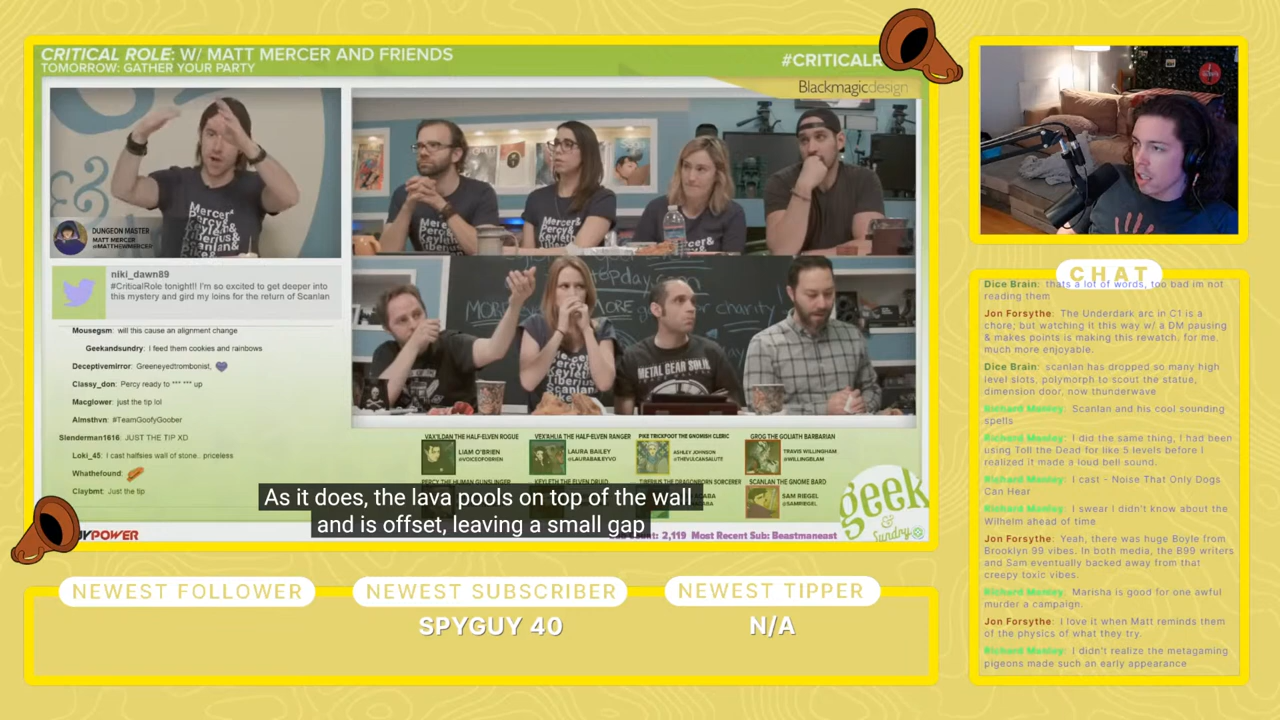 CRITICAL ROLE: W/ MATT MERCER AND FRIENDS
TOMORROW: GATHER YOUR PARTY
#CRITICALR
Blackmagicdesign
DUNGEON MASTER
MATT MERCER
@MATTHEWMERCER
Mercer&
Percy&
Keyleth&
Tiberius&
Scanlan&
niki_dawn89
#CriticalRole tonight!! I'm so excited to get deeper into
this mystery and gird my loins for the return of Scanlan
Mousegsm: will this cause an alignment change
Geekandsundry: I feed them cookies and rainbows
Deceptivemirror: Greeneyedtrombonist,
Classy_don: Percy ready to *** *** up
Macglower: just the tip lol
Almsthvn: #TeamGoofyGoober
Slenderman1616: JUST THE TIP XD
Loki_45: I cast halfsies wall of stone.. priceless
Whathefound:
Claybmt: Just the tip
METAL GEAR SOLID
VAX'ILDAN THE HALF-ELVEN ROGUE
LIAM O'BRIEN
@VOICEOFOBRIEN
VEX'AHLIA THE HALF-ELVEN RANGER
LAURA BAILEY
@LAURABAILEYVO
PIKE TRICKFOOT THE GNOMISH CLERIC
ASHLEY JOHNSON
@THEVULCANSALUTE
GROG THE GOLIATH BARBARIAN
TRAVIS WILLINGHAM
@WILLINGBLAM
SCANLAN THE GNOME BARD
SAM RIEGEL
@SAMRIEGEL
geek
& Sundry
As it does, the lava pools on top of the wall
and is offset, leaving a small gap
2,119 Most Recent Sub: Beastmaneast
NEWEST FOLLOWER
NEWEST SUBSCRIBER
SPYGUY 40
NEWEST TIPPER
N/A
CHAT
Dice Brain: thats a lot of words, too bad im not
reading them
Jon Forsythe: The Underdark arc in C1 is a
chore; but watching it this way w/ a DM pausing
& makes points is making this rewatch, for me,
much more enjoyable.
Dice Brain: scanlan has dropped so many high
level slots, polymorph to scout the statue,
dimension door, now thunderwave
Richard Manley: Scanlan and his cool sounding
spells
Richard Manley: I did the same thing, I had been
using Toll the Dead for like 5 levels before I
realized it made a loud bell sound.
Richard Manley: I cast - Noise That Only Dogs
Can Hear
Richard Manley: I swear I didn't know about the
Wilhelm ahead of time
Jon Forsythe: Yeah, there was huge Boyle from
Brooklyn 99 vibes. In both media, the B99 writers
and Sam eventually backed away from that
creepy toxic vibes.
Richard Manley: Marisha is good for one awful
murder a campaign.
Jon Forsythe: I love it when Matt reminds them
of the physics of what they try.
Richard Manley: I didn't realize the metagaming
pigeons made such an early appearance